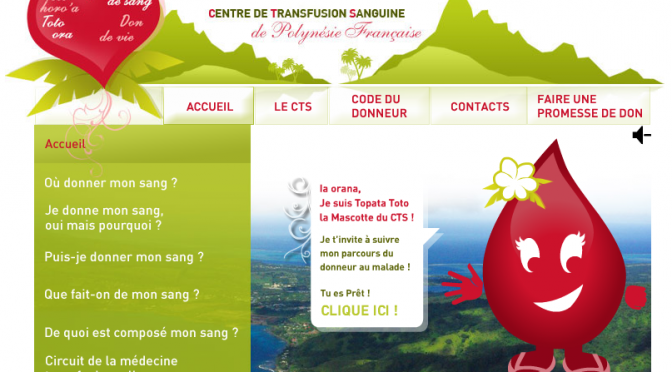 de sang
horo'a
Toto
ora
Don
de vie
CENTRE DE TRANSFUSION SANGUINE
de Polynésie Française
ACCUEIL
LE CTS
CODE DU
DONNEUR
CONTACTS
FAIRE UNE
PROMESSE DE DON
Accueil
Où donner mon sang ?
Je donne mon sang,
oui mais pourquoi ?
Puis-je donner mon sang ?
Que fait-on de mon sang ?
De quoi est composé mon sang ?
Circuit de la médecine
Ia orana,
Je suis Topata Toto
la Mascotte du CTS !
Je t'invite à suivre
mon parcours du
donneur au malade !
Tu es Prêt !
CLIQUE ICI !